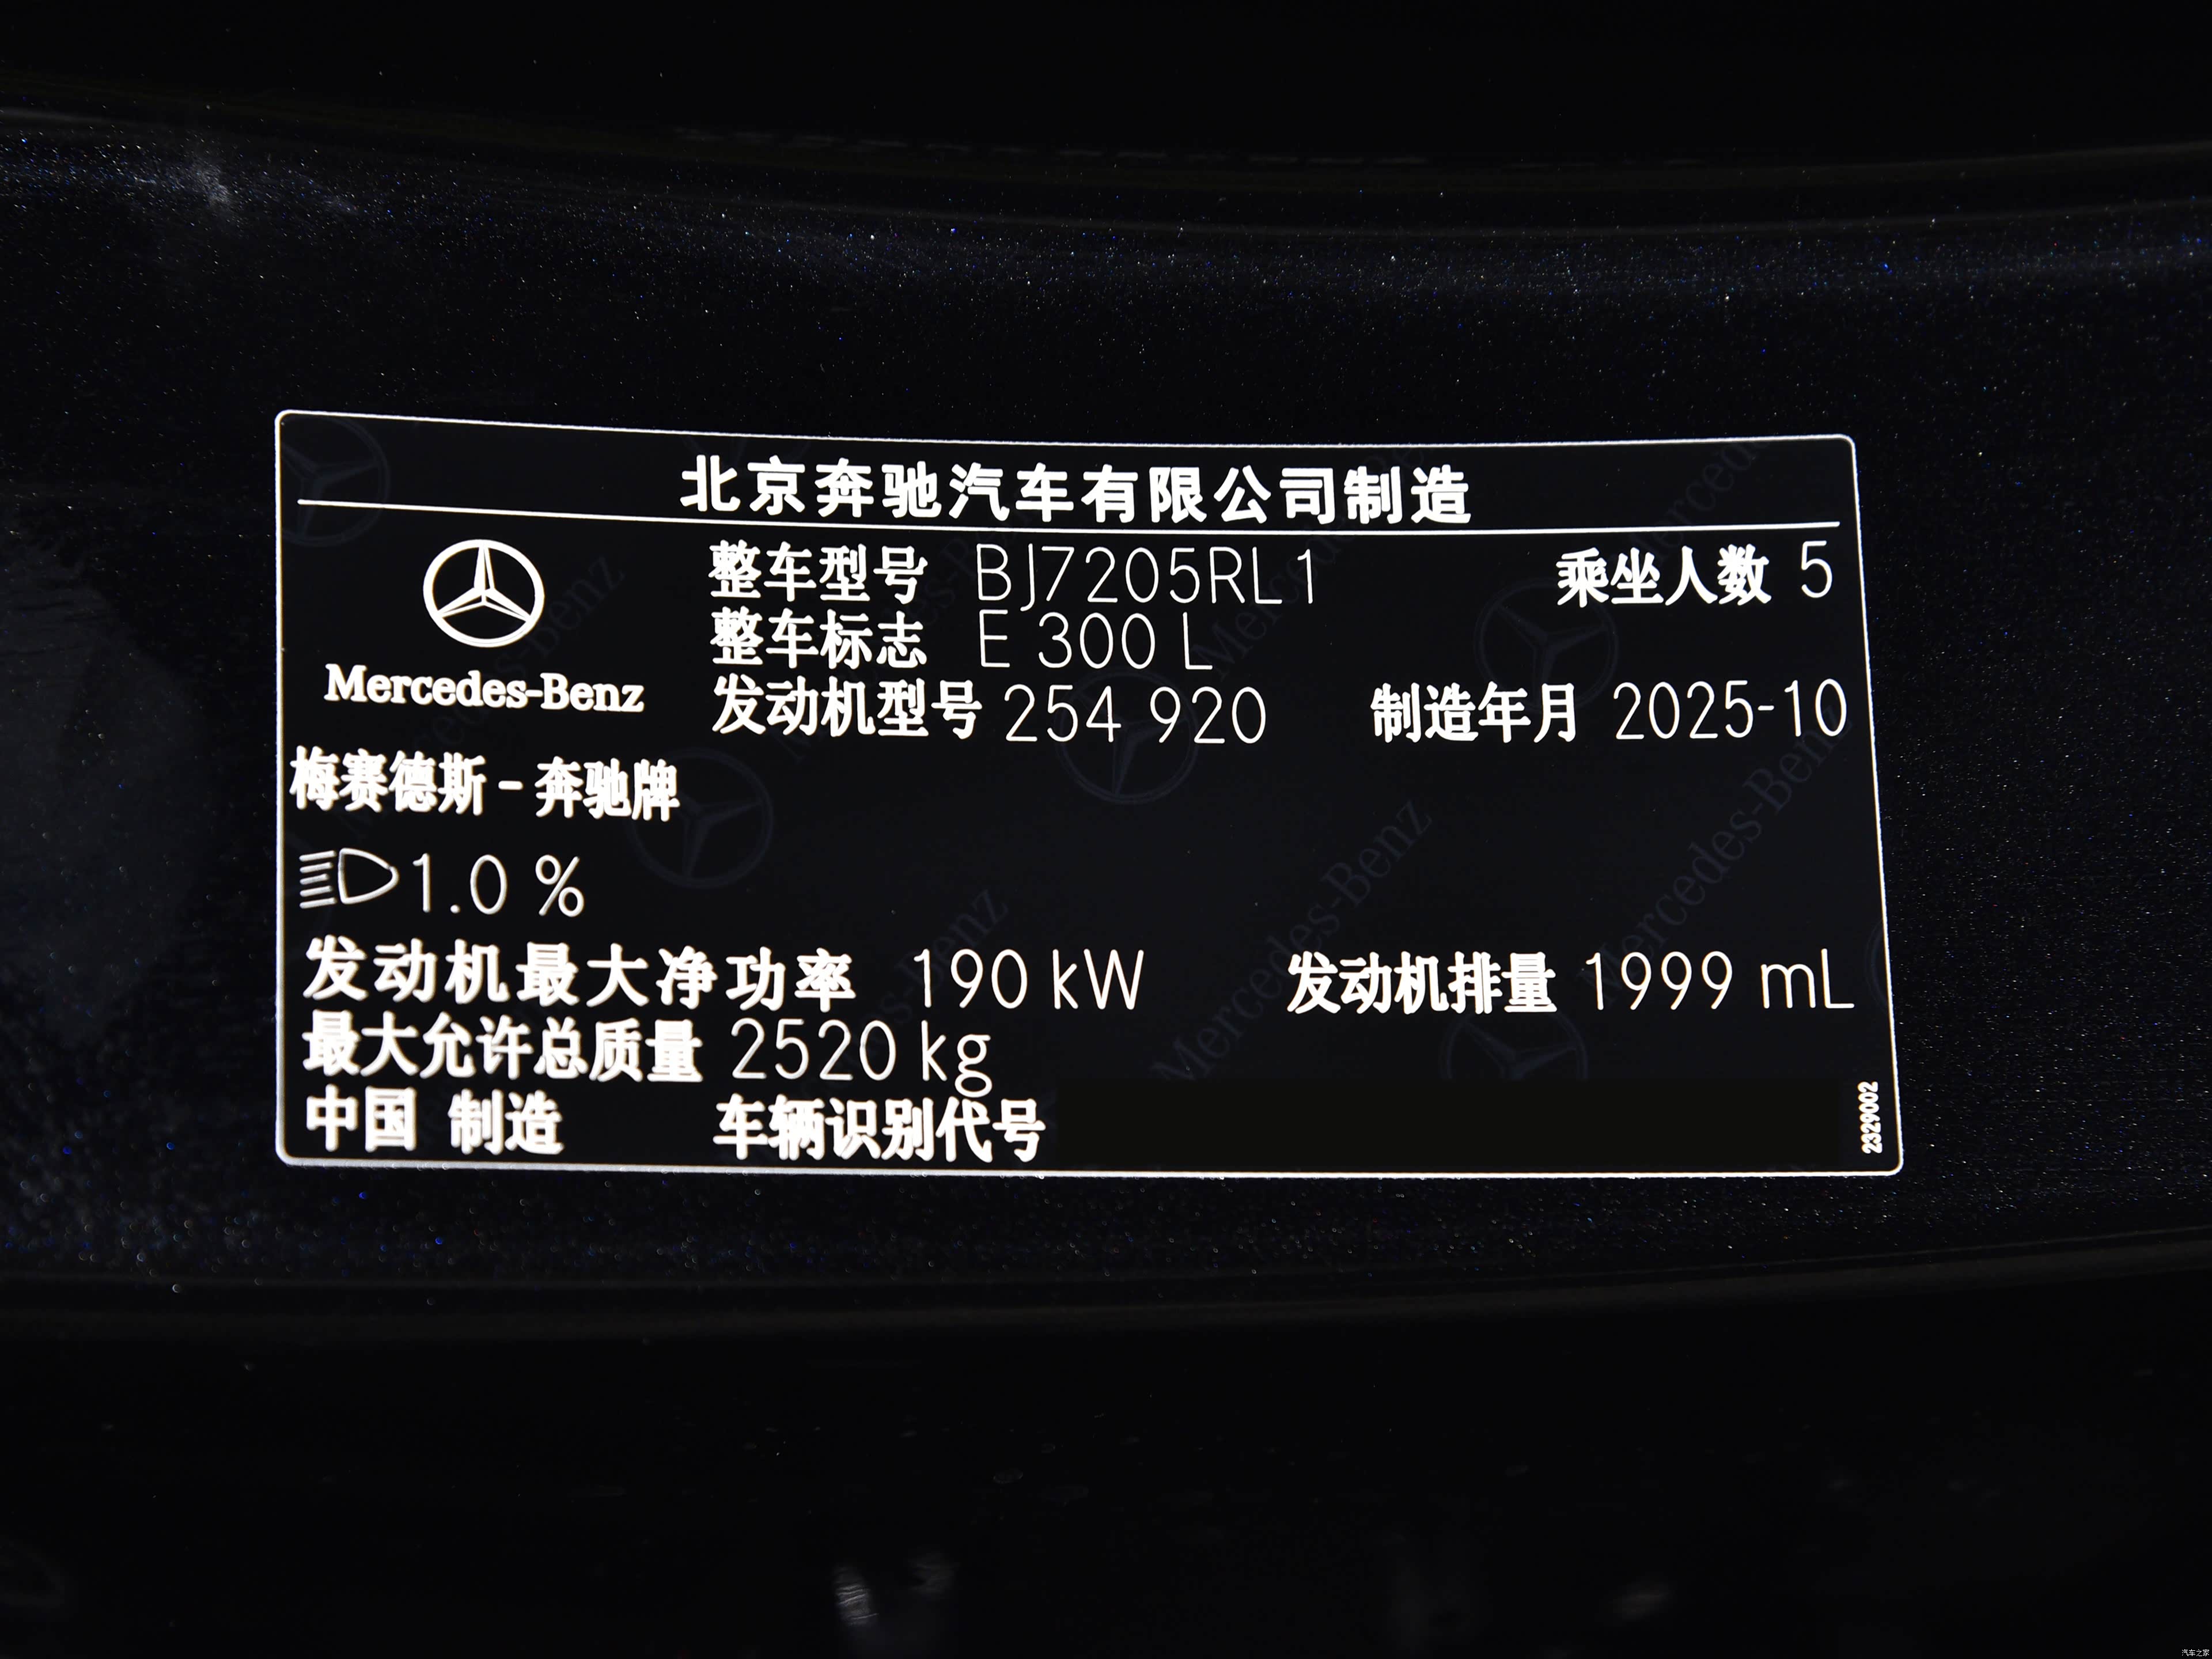 北京奔驰汽车有限公司制造
整车型号 BJ7205RL1 乘坐人数 5
整车标志 E 300 L
Mercedes-Benz 发动机型号 254 920 制造年月 2025-10
梅赛德斯-奔驰牌
1.0 %
发动机最大净功率 190 kW 发动机排量 1999 mL
最大允许总质量 2520 kg
中国 制造 车辆识别代号
2329002
汽车之家